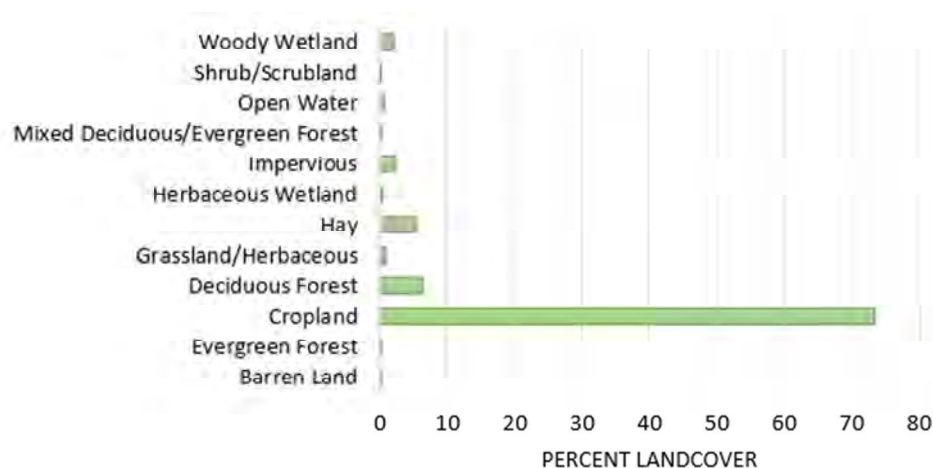 Woody Wetland
Shrub/Scrubland
Open Water
Mixed Deciduous/Evergreen Forest
Impervious
Herbaceous Wetland
Hay
Grassland/Herbaceous
Deciduous Forest
Cropland
Evergreen Forest
Barren Land
0 10 20 30 40 50 60 70 80
PERCENT LANDCOVER